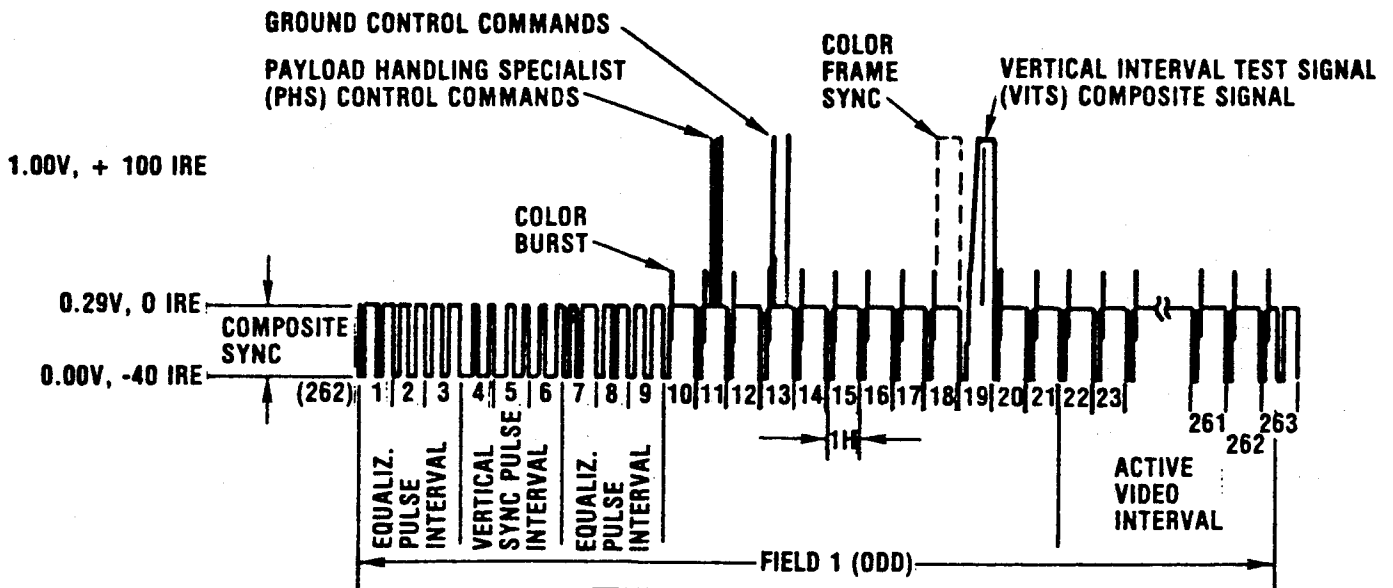 GROUND CONTROL COMMANDS
PAYLOAD HANDLING SPECIALIST
(PHS) CONTROL COMMANDS
COLOR
FRAME
SYNC
VERTICAL INTERVAL TEST SIGNAL
(VITS) COMPOSITE SIGNAL
1.00V, + 100 IRE
COLOR
BURST
0.29V, 0 IRE
COMPOSITE
SYNC
0.00V, -40 IRE
(262) 1 2 3 4 5 6 7 8 9 10 11 12 13 14 15 16 17 18 19 20 21 22 23
261 262 263
1H
EQUALIZ.
PULSE
INTERVAL
VERTICAL
SYNC PULSE
INTERVAL
EQUALIZ.
PULSE
INTERVAL
ACTIVE
VIDEO
INTERVAL
FIELD 1 (ODD)